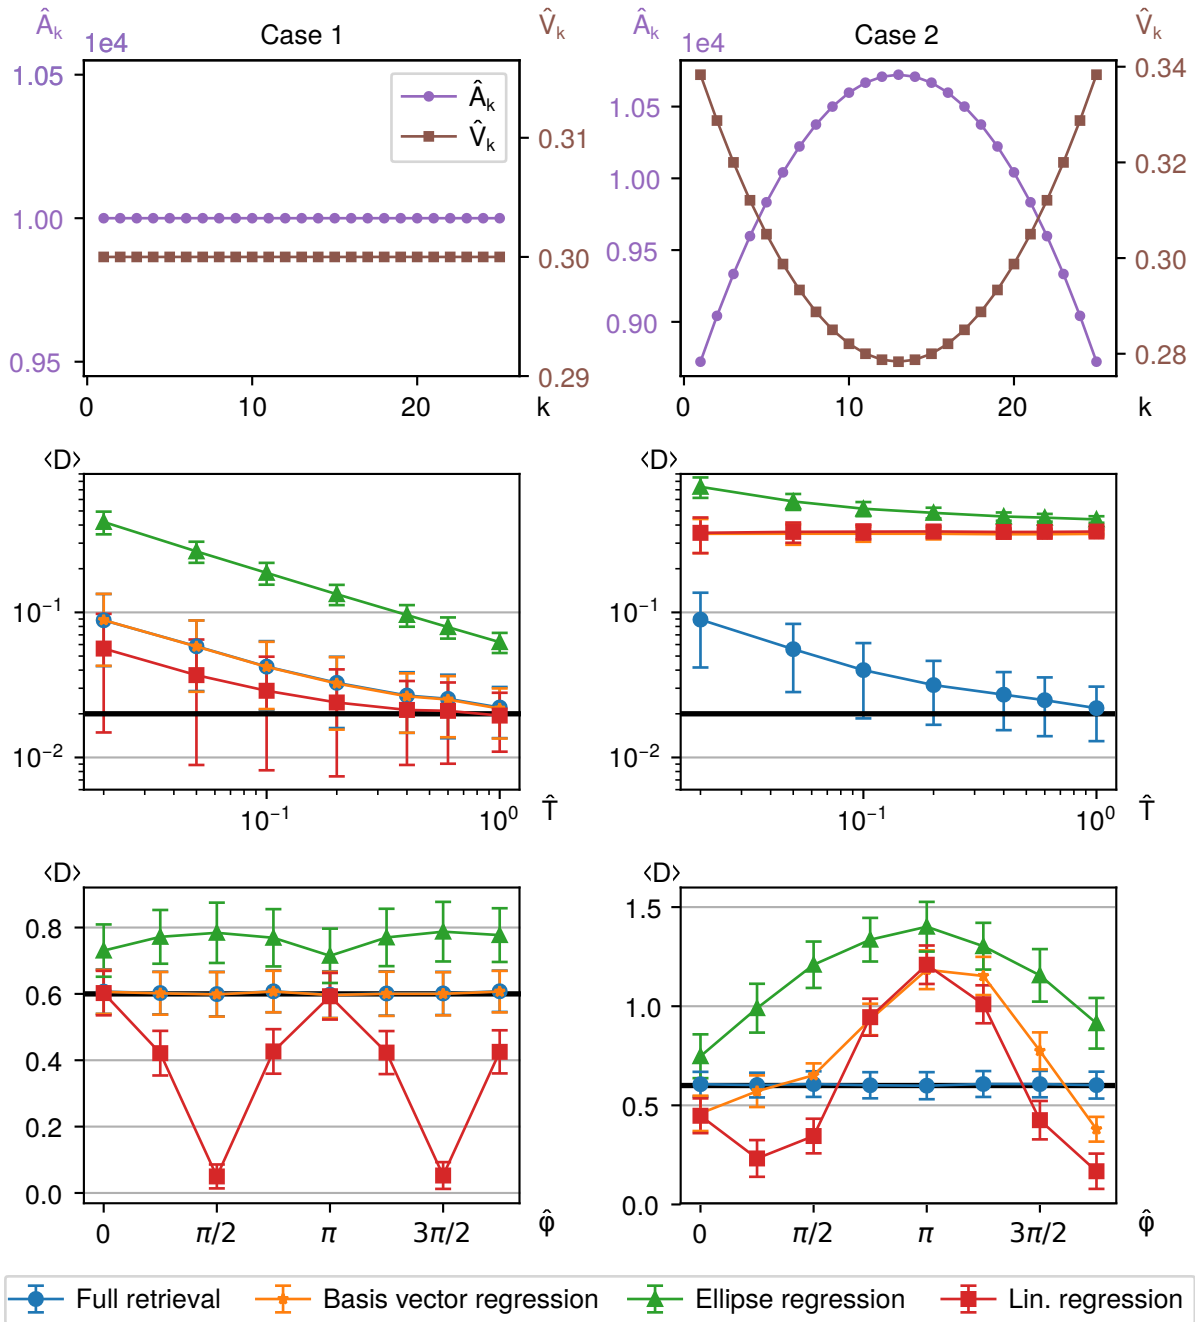 Â_k 1e4 Case 1 V̂_k
1.05
1.00
0.95
0.31
0.30
0.29
Â_k
V̂_k
0 10 20 k
Â_k 1e4 Case 2 V̂_k
1.05
1.00
0.95
0.90
0.34
0.32
0.30
0.28
0 10 20 k
⟨D⟩
10⁻¹
10⁻²
10⁻¹ 10⁰ T̂
⟨D⟩
10⁻¹
10⁻²
10⁻¹ 10⁰ T̂
⟨D⟩
0.8
0.6
0.4
0.2
0.0
0 π/2 π 3π/2 φ̂
⟨D⟩
1.5
1.0
0.5
0.0
0 π/2 π 3π/2 φ̂
Full retrieval Basis vector regression Ellipse regression Lin. regression